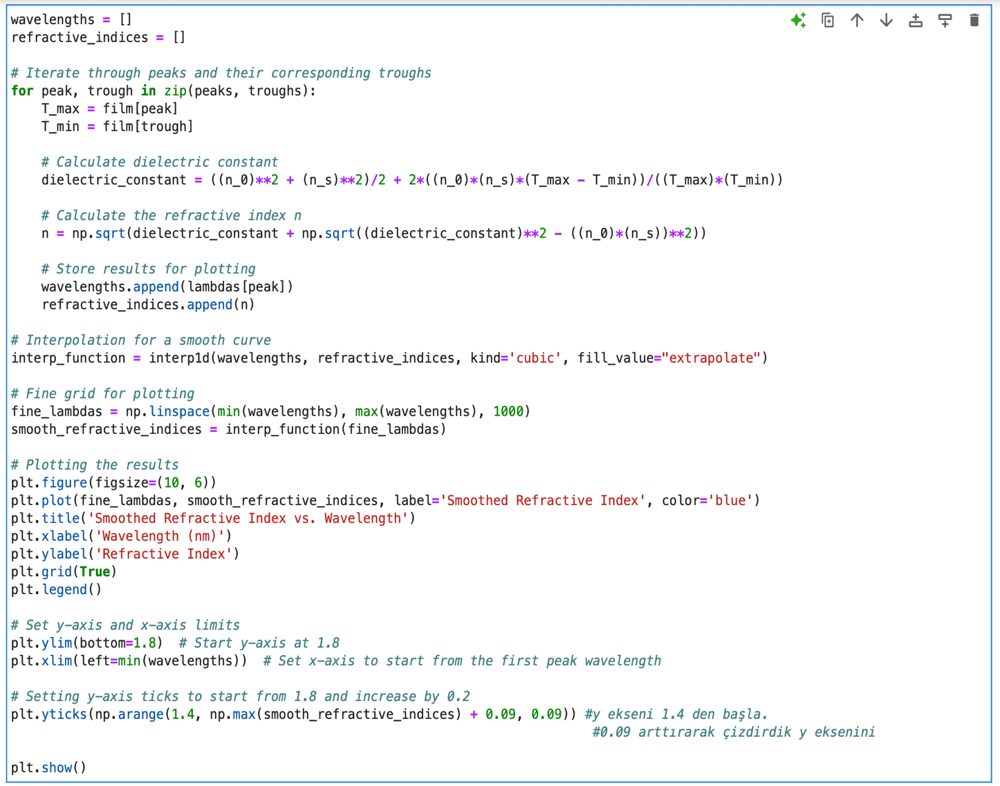 wavelengths = []
refractive_indices = []

# Iterate through peaks and their corresponding troughs
for peak, trough in zip(peaks, troughs):
    T_max = film[peak]
    T_min = film[trough]

    # Calculate dielectric constant
    dielectric_constant = ((n_0)**2 + (n_s)**2)/2 + 2*((n_0)*(n_s)*(T_max - T_min))/((T_max)*(T_min))

    # Calculate the refractive index n
    n = np.sqrt(dielectric_constant + np.sqrt((dielectric_constant)**2 - ((n_0)*(n_s))**2))

    # Store results for plotting
    wavelengths.append(lambdas[peak])
    refractive_indices.append(n)

# Interpolation for a smooth curve
interp_function = interp1d(wavelengths, refractive_indices, kind='cubic', fill_value="extrapolate")

# Fine grid for plotting
fine_lambdas = np.linspace(min(wavelengths), max(wavelengths), 1000)
smooth_refractive_indices = interp_function(fine_lambdas)

# Plotting the results
plt.figure(figsize=(10, 6))
plt.plot(fine_lambdas, smooth_refractive_indices, label='Smoothed Refractive Index', color='blue')
plt.title('Smoothed Refractive Index vs. Wavelength')
plt.xlabel('Wavelength (nm)')
plt.ylabel('Refractive Index')
plt.grid(True)
plt.legend()

# Set y-axis and x-axis limits
plt.ylim(bottom=1.8)  # Start y-axis at 1.8
plt.xlim(left=min(wavelengths))  # Set x-axis to start from the first peak wavelength

# Setting y-axis ticks to start from 1.8 and increase by 0.2
plt.yticks(np.arange(1.4, np.max(smooth_refractive_indices) + 0.09, 0.09)) #y ekseni 1.4 den başla.
                                                                            #0.09 arttırarak çizdirdik y eksenini

plt.show()